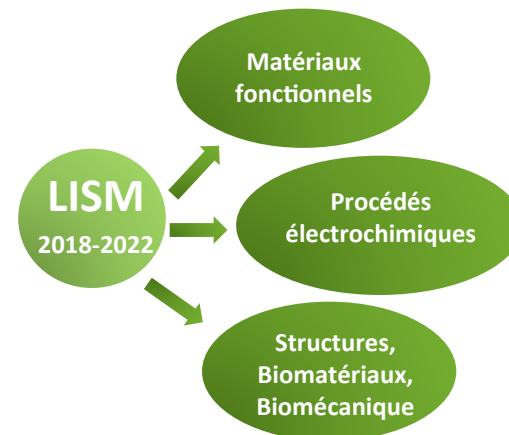 Matériaux
fonctionnels
LISM
2018-2022
Procédés
électrochimiques
Structures,
Biomatériaux,
Biomécanique